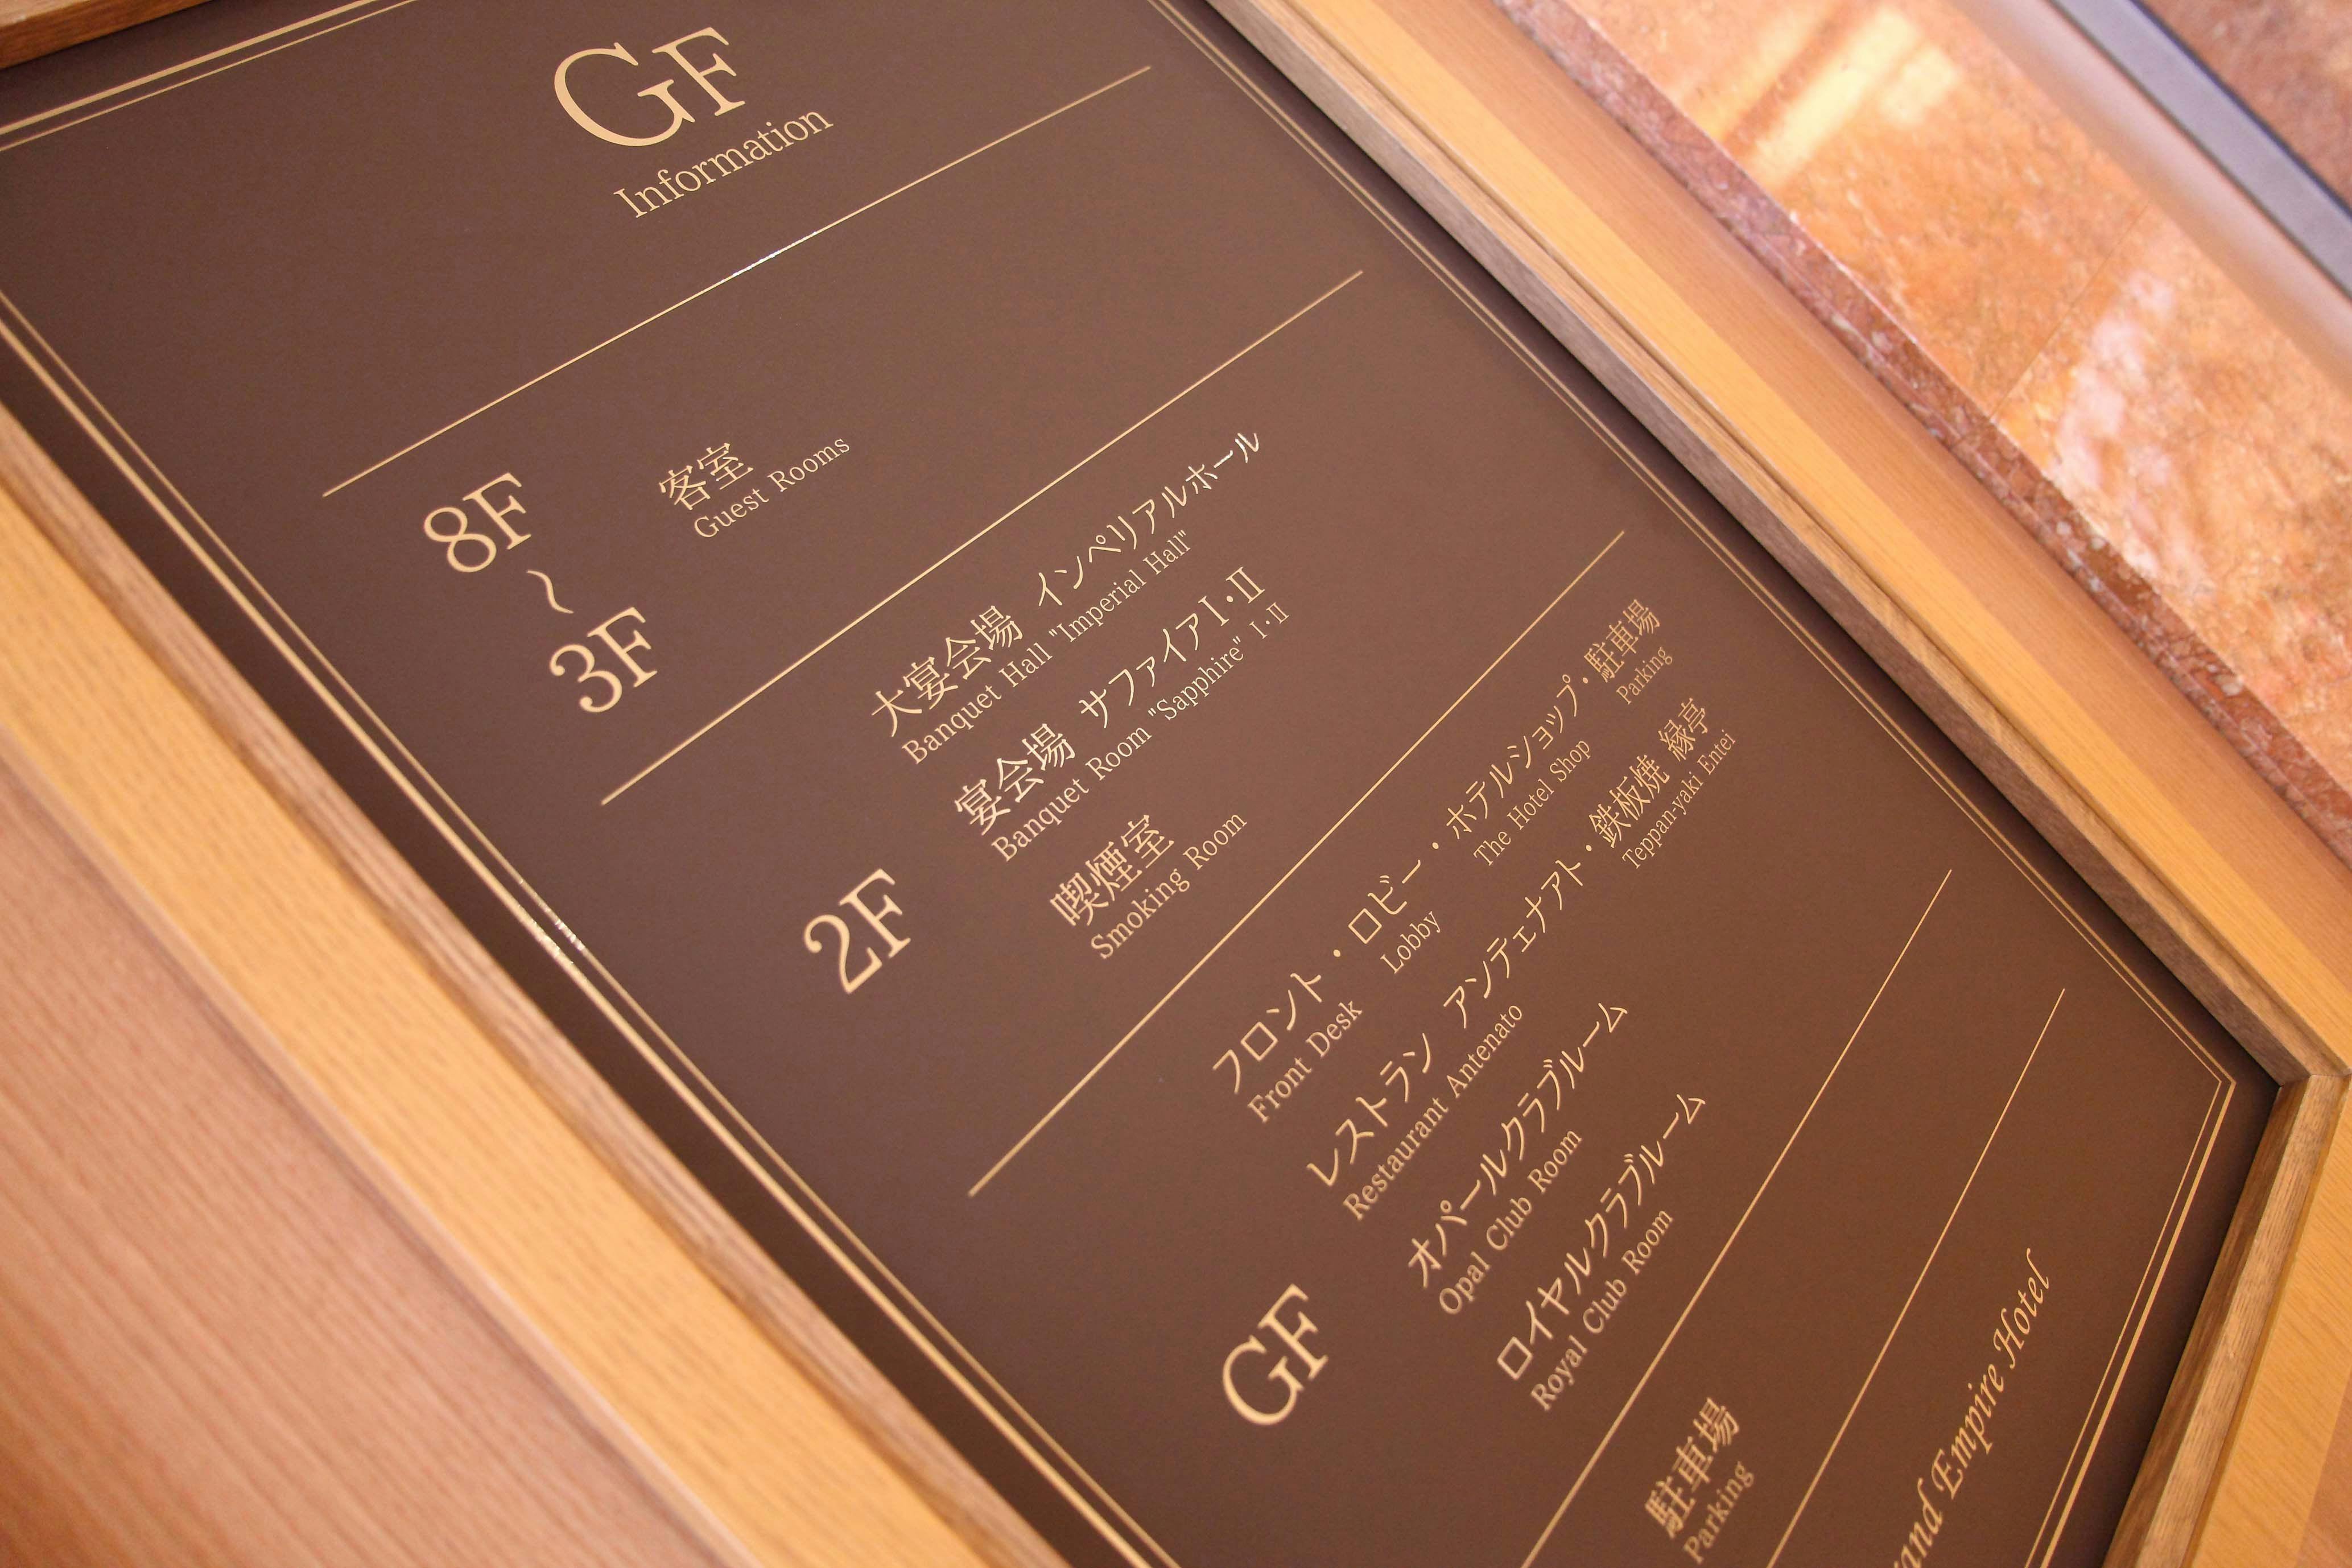 GF
Information
8F
〜
3F
客室
Guest Rooms
2F
大宴会場 インペリアルホール
Banquet Hall "Imperial Hall"
宴会場 サファイアI・II
Banquet Room "Sapphire" I・II
喫煙室
Smoking Room
GF
フロント・ロビー・ホテルショップ・駐車場
Front Desk Lobby The Hotel Shop Parking
レストラン アンテェナアト・鉄板焼 縁亭
Restaurant Antenato Teppan-yaki Entei
オパールクラブルーム
Opal Club Room
ロイヤルクラブルーム
Royal Club Room
駐車場
Parking
Empire Hotel